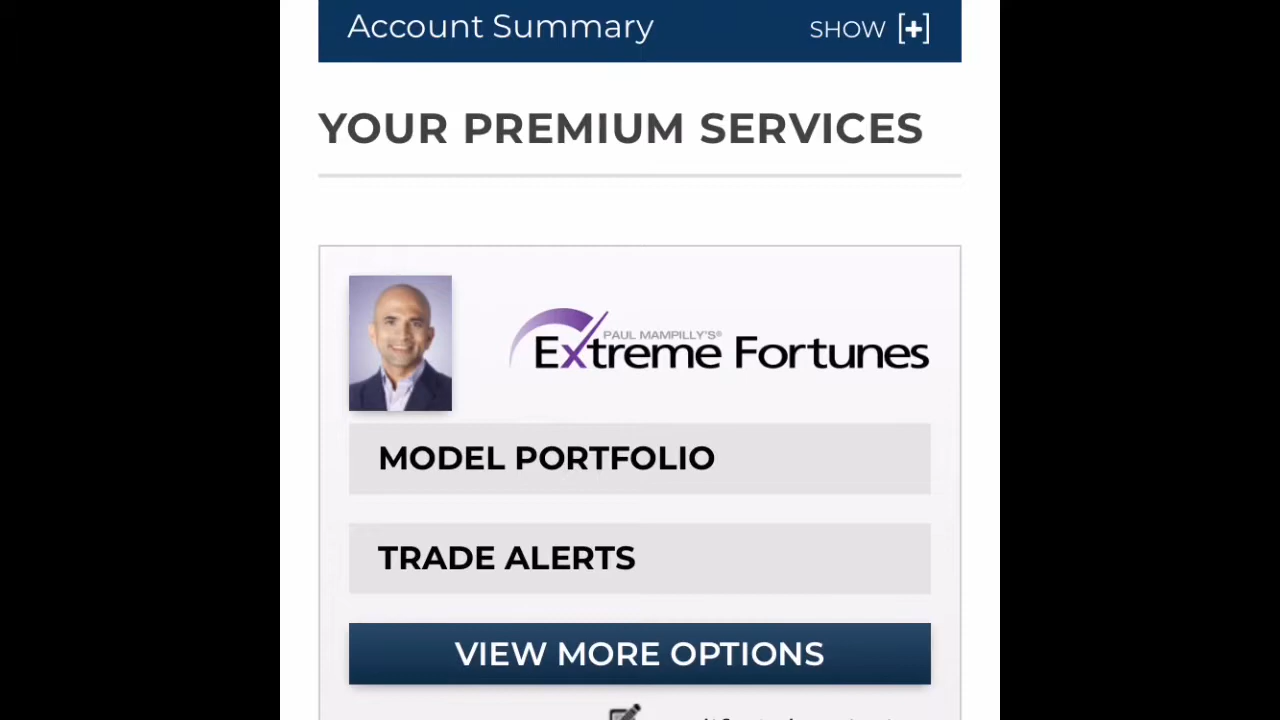 Account Summary SHOW [+]
YOUR PREMIUM SERVICES
PAUL MAMPILLY'S®
Extreme Fortunes
MODEL PORTFOLIO
TRADE ALERTS
VIEW MORE OPTIONS